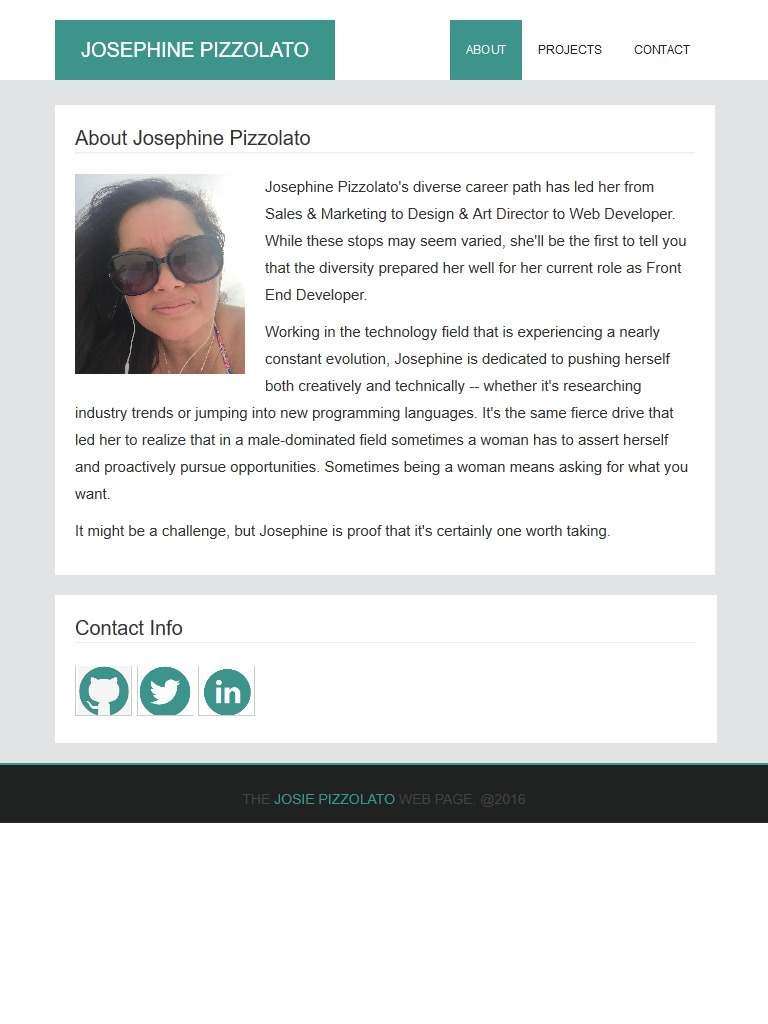 JOSEPHINE PIZZOLATO
ABOUT PROJECTS CONTACT
About Josephine Pizzolato
Josephine Pizzolato's diverse career path has led her from
Sales & Marketing to Design & Art Director to Web Developer.
While these stops may seem varied, she'll be the first to tell you
that the diversity prepared her well for her current role as Front
End Developer.
Working in the technology field that is experiencing a nearly
constant evolution, Josephine is dedicated to pushing herself
both creatively and technically -- whether it's researching
industry trends or jumping into new programming languages. It's the same fierce drive that
led her to realize that in a male-dominated field sometimes a woman has to assert herself
and proactively pursue opportunities. Sometimes being a woman means asking for what you
want.
It might be a challenge, but Josephine is proof that it's certainly one worth taking.
Contact Info
in
THE JOSIE PIZZOLATO WEB PAGE. @2016